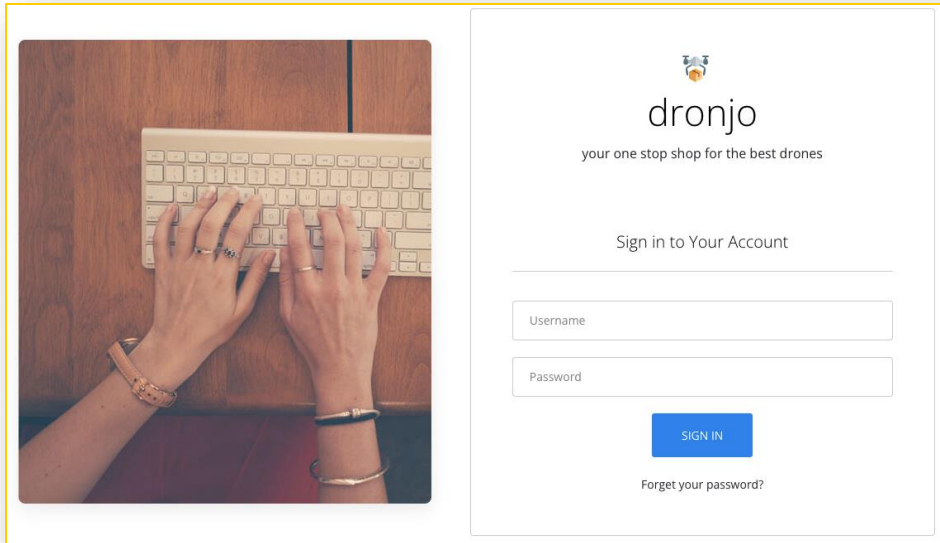 dronjo
your one stop shop for the best drones
Sign in to Your Account
Username
Password
SIGN IN
Forget your password?